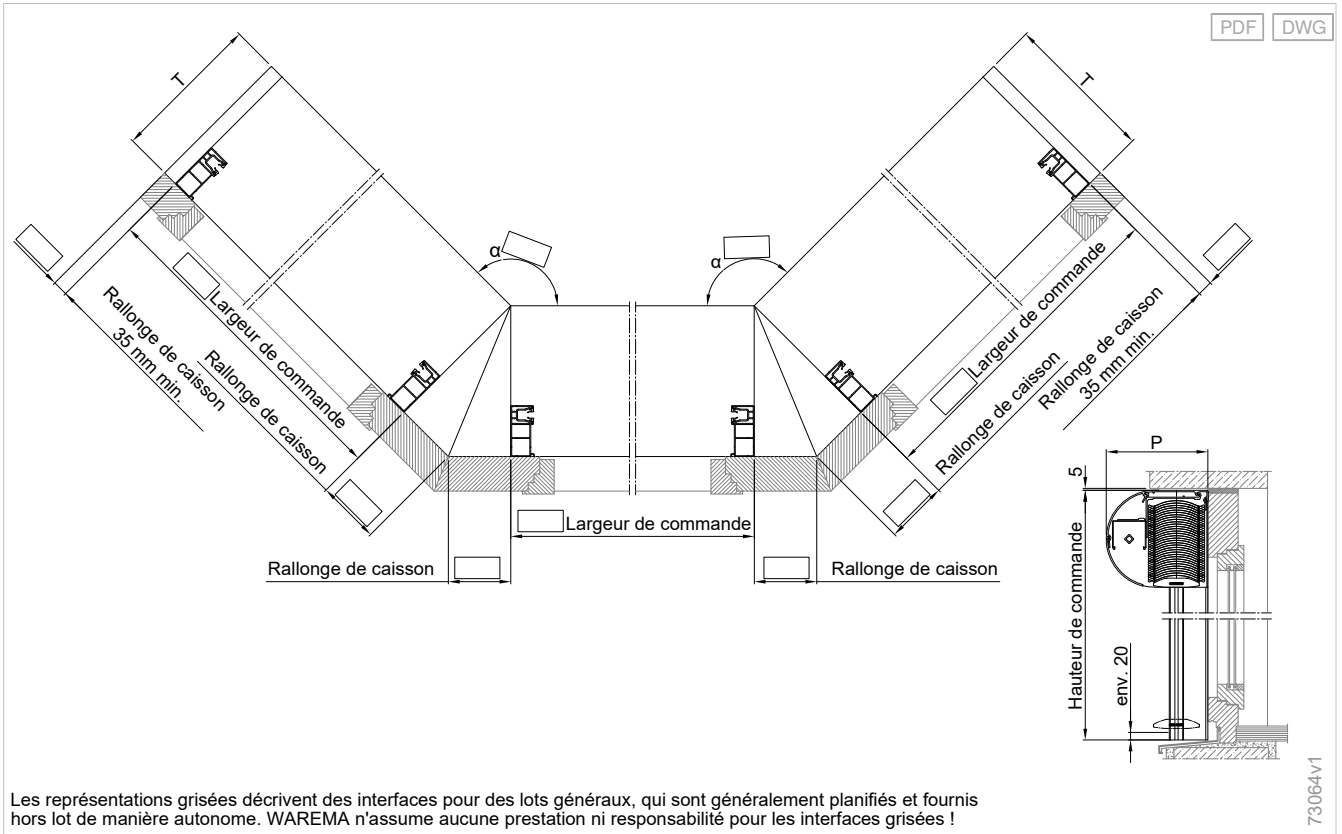 PDF DWG
T
T
α
α
Largeur de commande
Rallonge de caisson
35 mm min.
Rallonge de caisson
Largeur de commande
Rallonge de caisson
35 mm min.
Rallonge de caisson
Largeur de commande
Rallonge de caisson
Rallonge de caisson
P
5
Hauteur de commande
env. 20
Les représentations grisées décrivent des interfaces pour des lots généraux, qui sont généralement planifiés et fournis
hors lot de manière autonome. WAREMA n'assume aucune prestation ni responsabilité pour les interfaces grisées !
73064v1